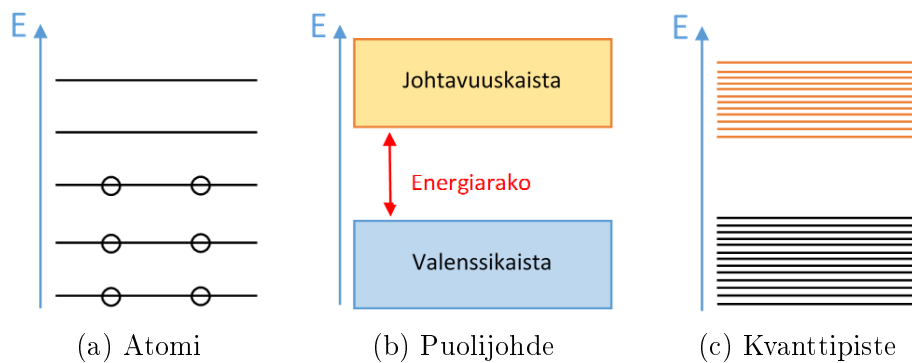 E
E
E
Johtavuuskaista
Energiarako
Valenssikaista
(a) Atomi
(b) Puolijohde
(c) Kvanttipiste